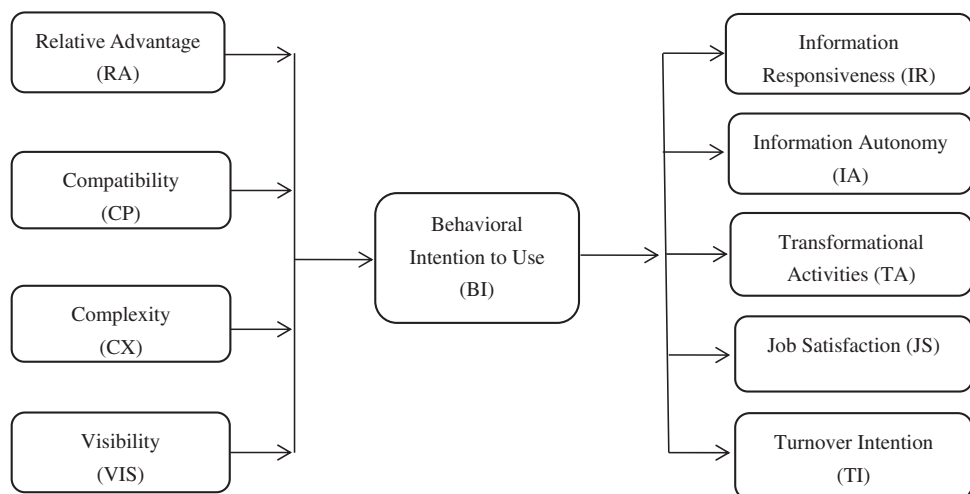 Relative Advantage
(RA)
Compatibility
(CP)
Complexity
(CX)
Visibility
(VIS)
Behavioral
Intention to Use
(BI)
Information
Responsiveness (IR)
Information Autonomy
(IA)
Transformational
Activities (TA)
Job Satisfaction (JS)
Turnover Intention
(TI)